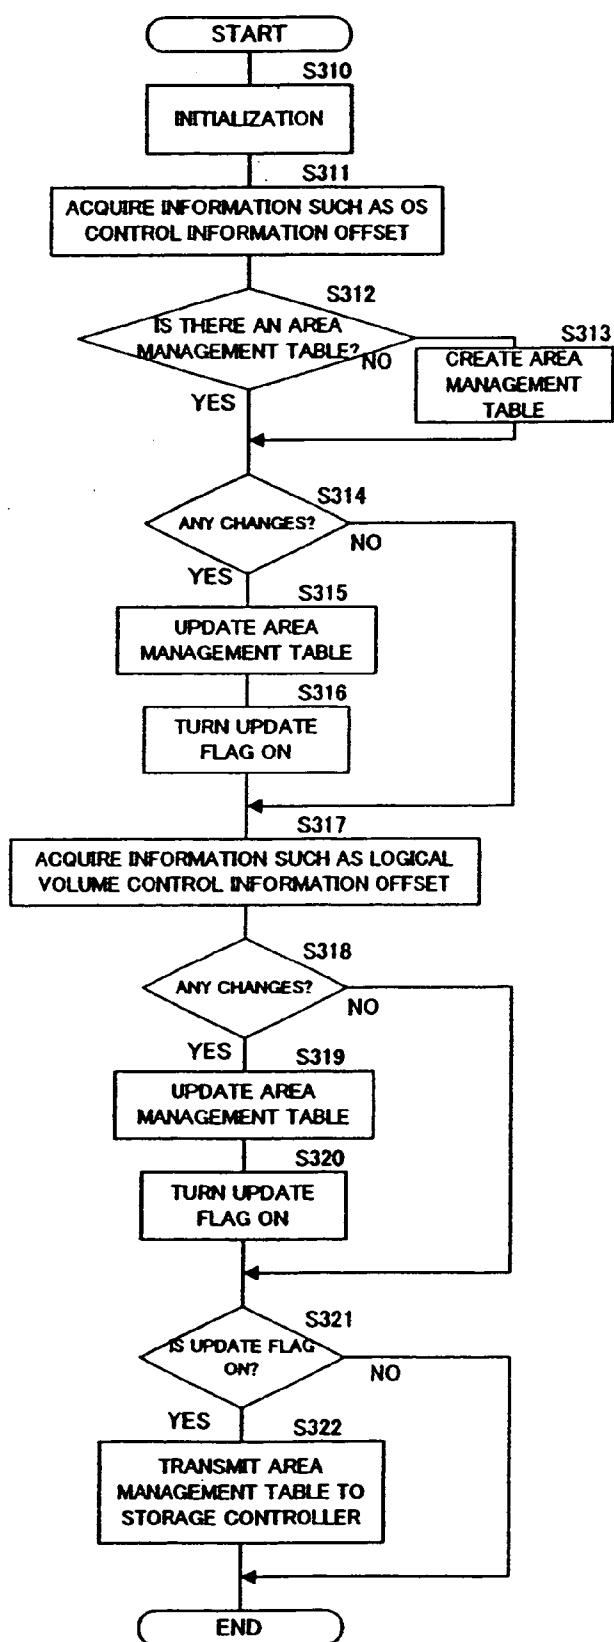 START
S310
INITIALIZATION
S311
ACQUIRE INFORMATION SUCH AS OS
CONTROL INFORMATION OFFSET
S312
IS THERE AN AREA
MANAGEMENT TABLE?
NO
YES
S313
CREATE AREA
MANAGEMENT
TABLE
S314
ANY CHANGES?
NO
YES
S315
UPDATE AREA
MANAGEMENT TABLE
S316
TURN UPDATE
FLAG ON
S317
ACQUIRE INFORMATION SUCH AS LOGICAL
VOLUME CONTROL INFORMATION OFFSET
S318
ANY CHANGES?
NO
YES
S319
UPDATE AREA
MANAGEMENT TABLE
S320
TURN UPDATE
FLAG ON
S321
IS UPDATE FLAG
ON?
NO
YES
S322
TRANSMIT AREA
MANAGEMENT TABLE TO
STORAGE CONTROLLER
END